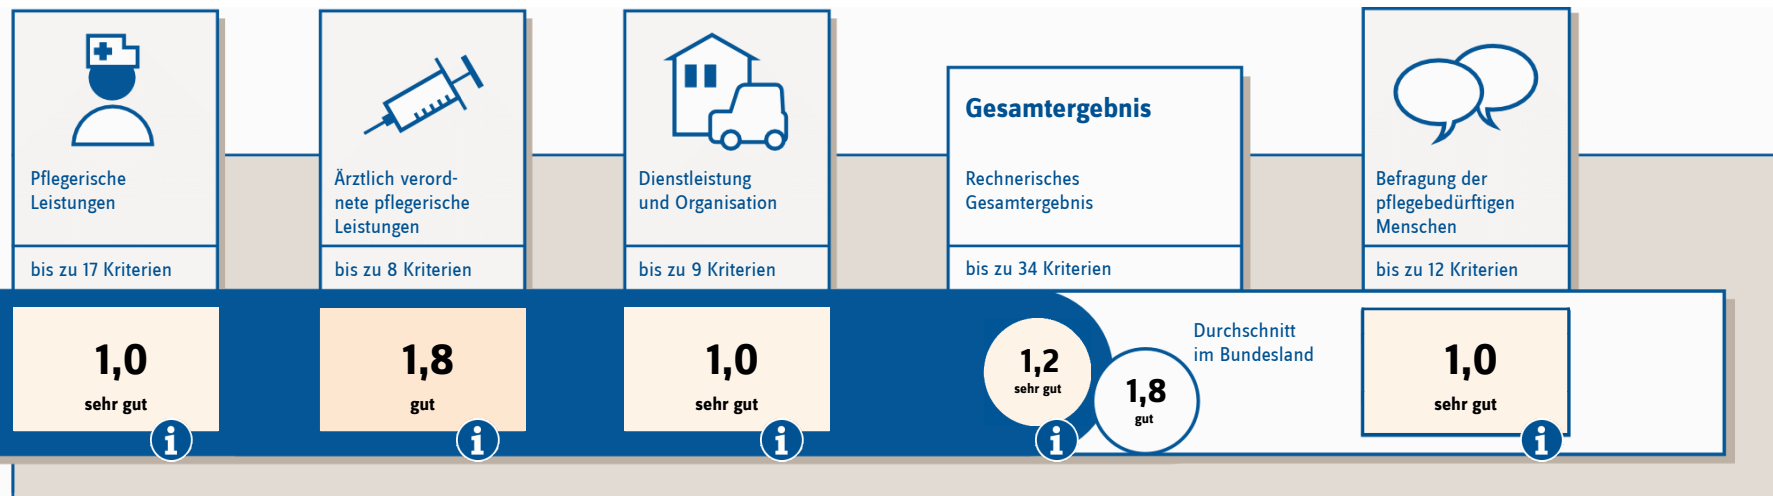 Pflegerische
Leistungen
bis zu 17 Kriterien
1,0
sehr gut
i
Ärztlich verord-
nete pflegerische
Leistungen
bis zu 8 Kriterien
1,8
gut
i
Dienstleistung
und Organisation
bis zu 9 Kriterien
1,0
sehr gut
i
Gesamtergebnis
Rechnerisches
Gesamtergebnis
bis zu 34 Kriterien
1,2
sehr gut
i
1,8
gut
Durchschnitt
im Bundesland
Befragung der
pflegebedürftigen
Menschen
bis zu 12 Kriterien
1,0
sehr gut
i